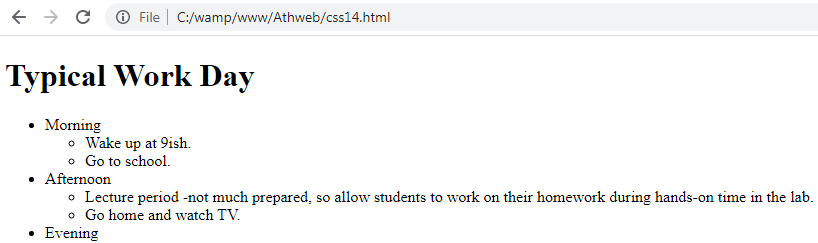 File C:/wamp/www/Athweb/css14.html
Typical Work Day
Morning
Wake up at 9ish.
Go to school.
Afternoon
Lecture period -not much prepared, so allow students to work on their homework during hands-on time in the lab.
Go home and watch TV.
Evening